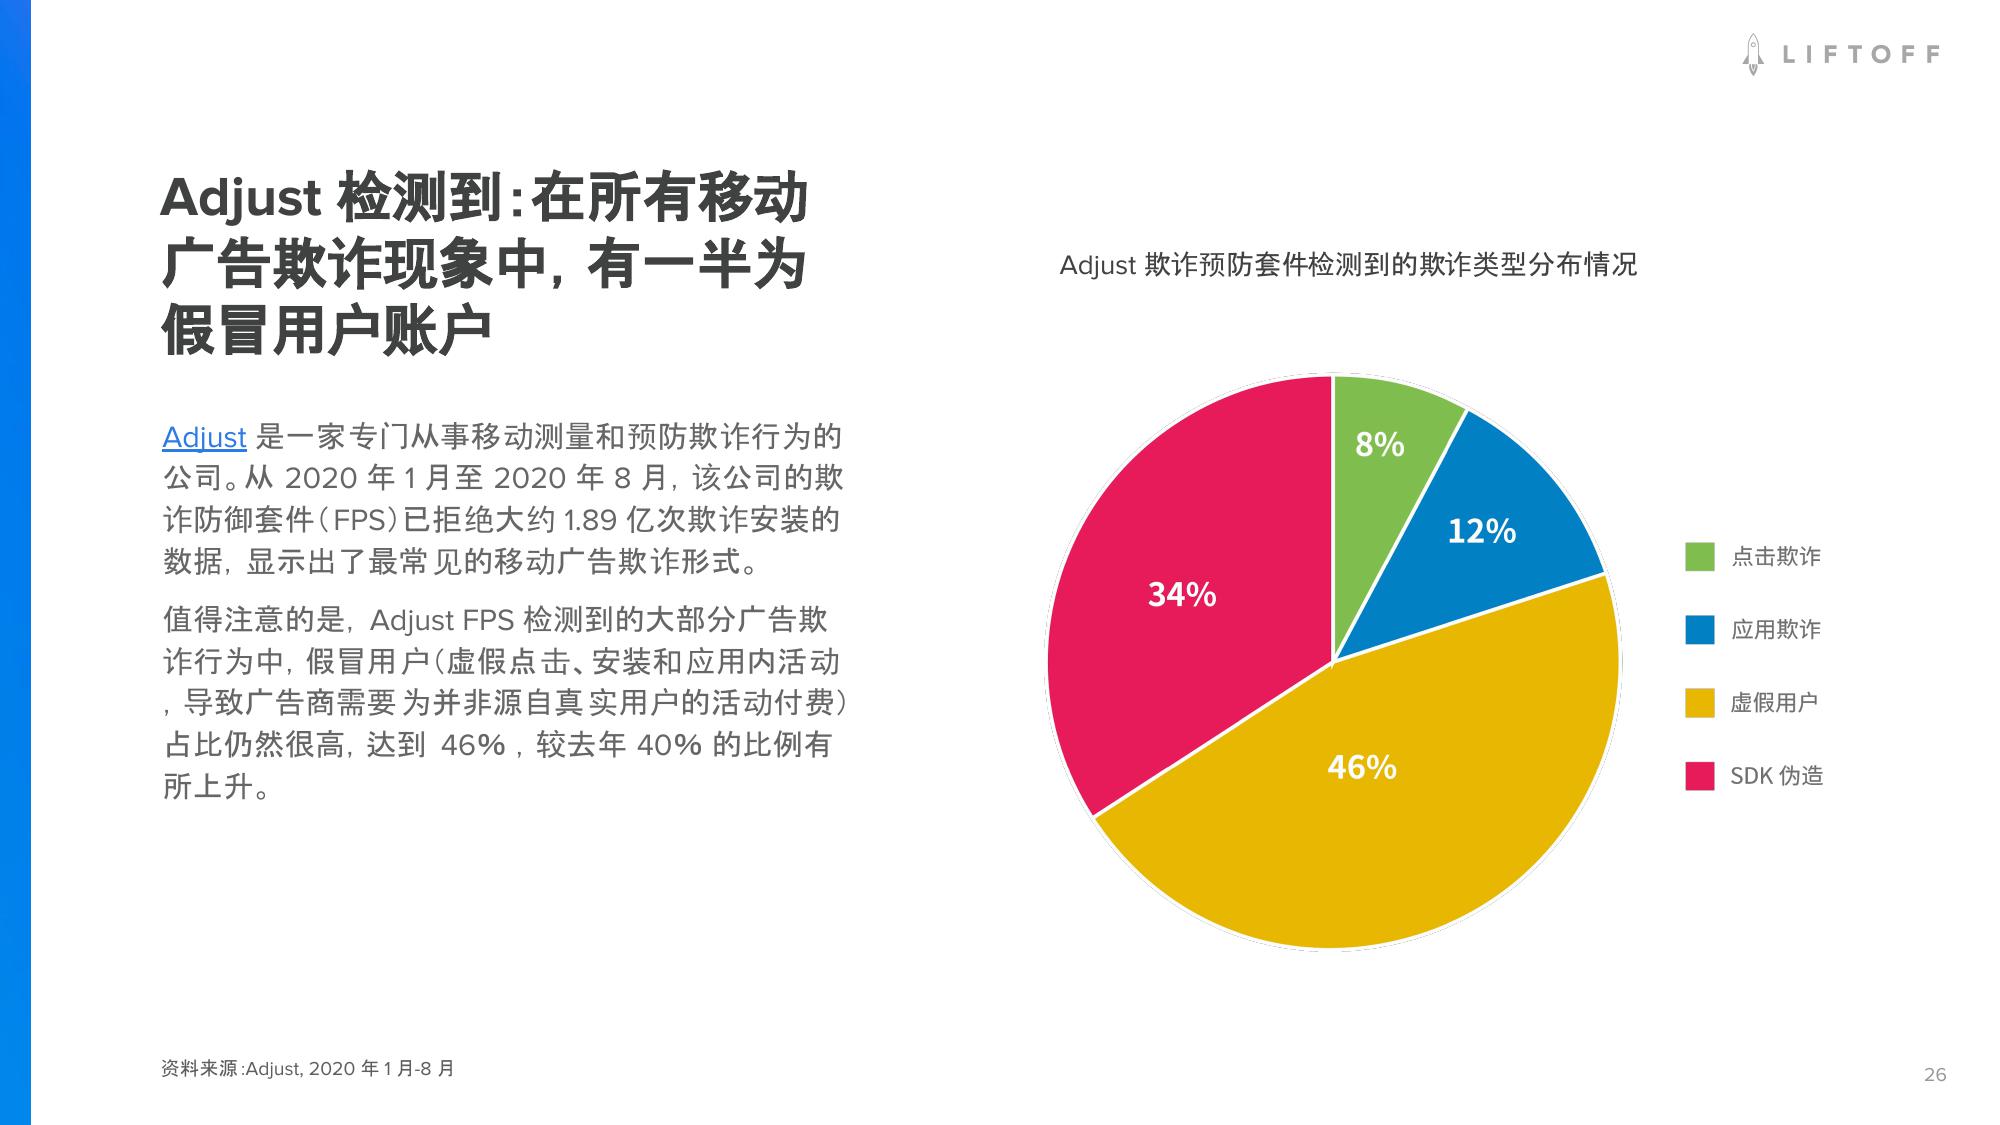 LIFTOFF
Adjust 检测到：在所有移动
广告欺诈现象中，有一半为
假冒用户账户
Adjust 是一家专门从事移动测量和预防欺诈行为的
公司。从 2020 年 1 月至 2020 年 8 月，该公司的欺
诈防御套件（FPS）已拒绝大约 1.89 亿次欺诈安装的
数据，显示出了最常见的移动广告欺诈形式。
值得注意的是，Adjust FPS 检测到的大部分广告欺
诈行为中，假冒用户（虚假点击、安装和应用内活动
，导致广告商需要为并非源自真实用户的活动付费）
占比仍然很高，达到 46%，较去年 40% 的比例有
所上升。
Adjust 欺诈预防套件检测到的欺诈类型分布情况
8%
12%
34%
46%
点击欺诈
应用欺诈
虚假用户
SDK 伪造
资料来源:Adjust, 2020 年 1 月-8 月
26